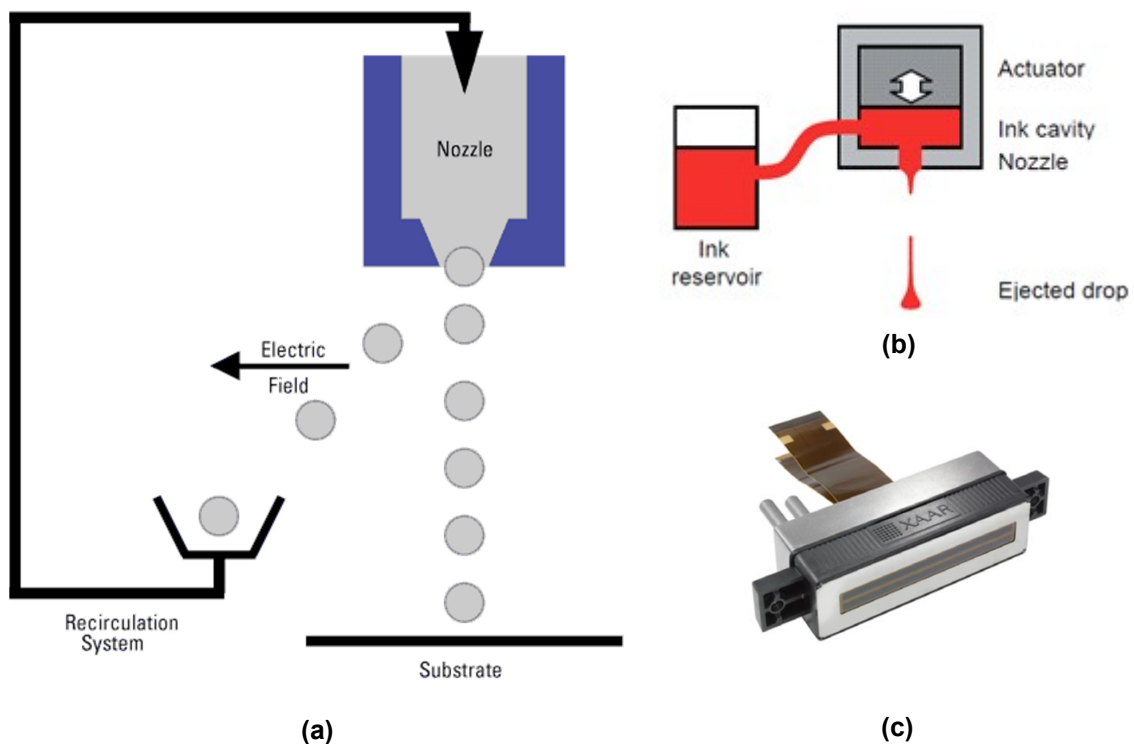 Nozzle
Electric
Field
Recirculation
System
Substrate
(a)
Actuator
Ink cavity
Nozzle
Ink
reservoir
Ejected drop
(b)
XAAR
(c)